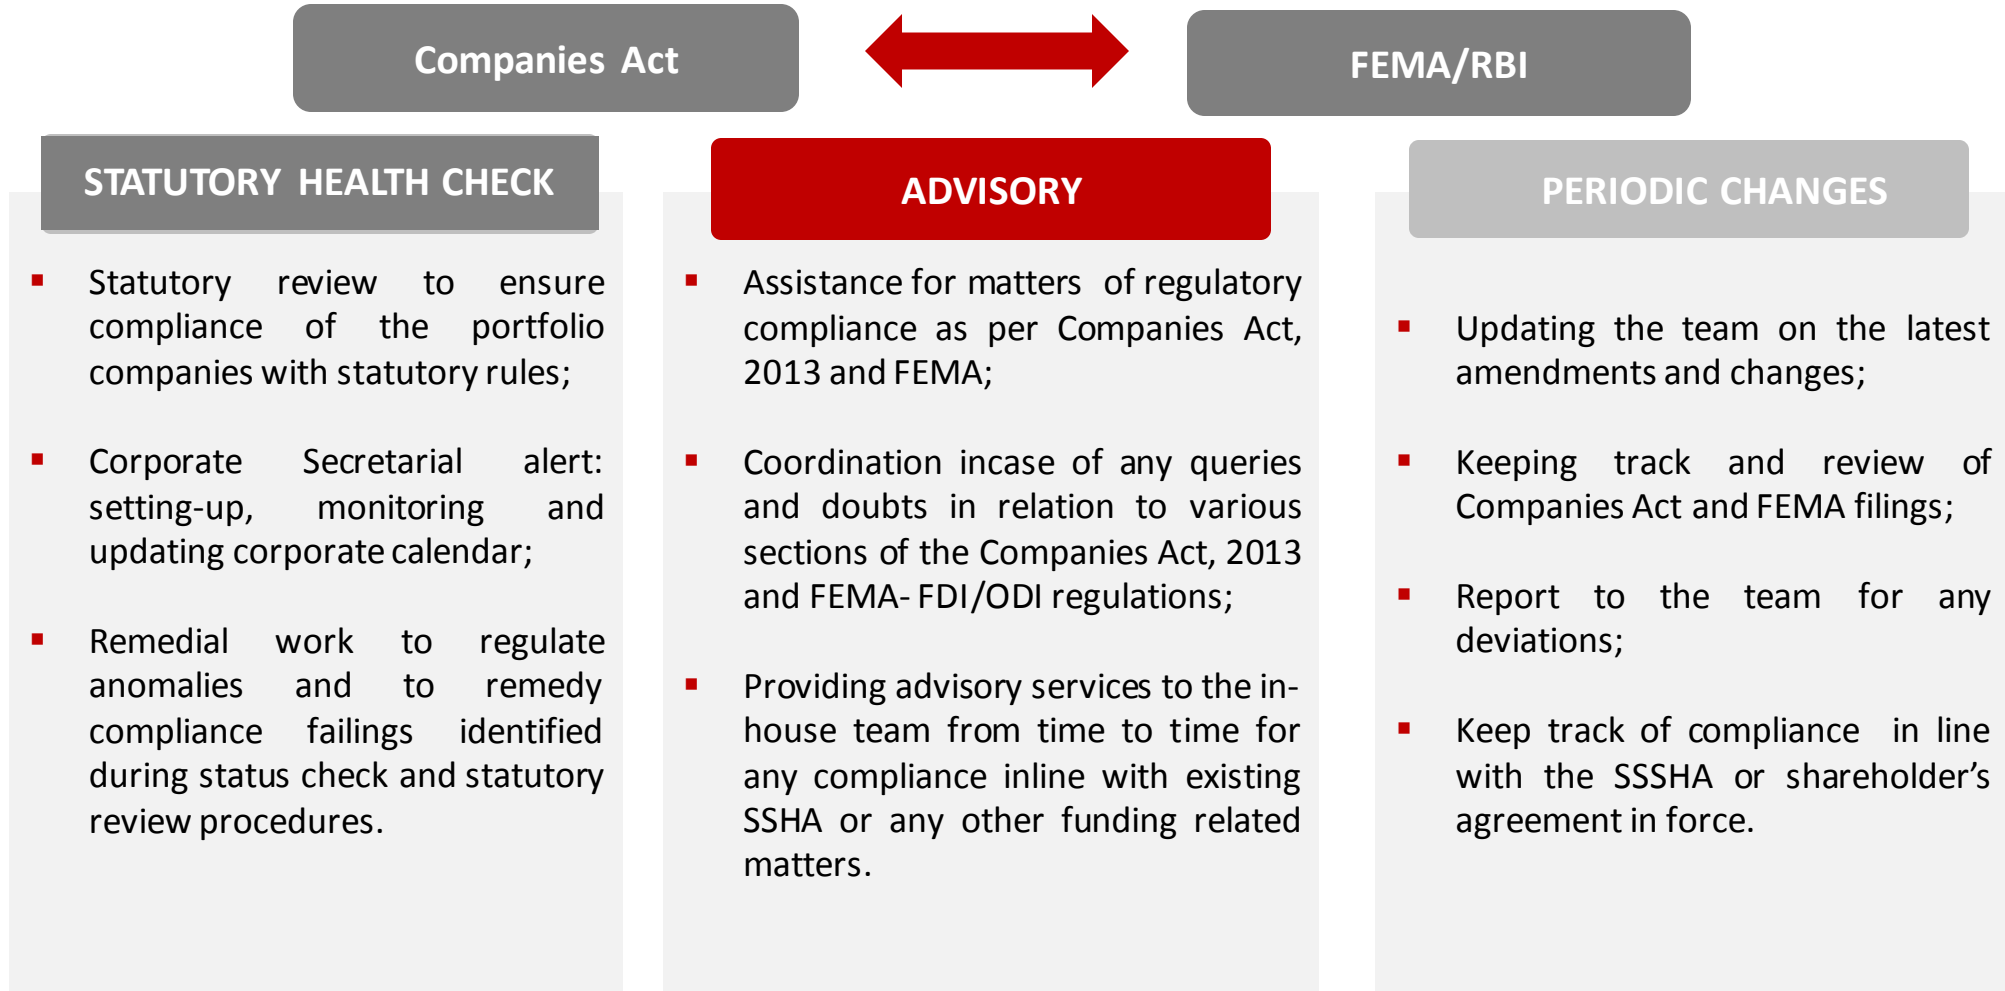 Companies Act
FEMA/RBI
STATUTORY HEALTH CHECK
Statutory review to ensure
compliance of the portfolio
companies with statutory rules;
Corporate Secretarial alert:
setting-up, monitoring and
updating corporate calendar;
Remedial work to regulate
anomalies and to remedy
compliance failings identified
during status check and statutory
review procedures.
ADVISORY
Assistance for matters of regulatory
compliance as per Companies Act,
2013 and FEMA;
Coordination incase of any queries
and doubts in relation to various
sections of the Companies Act, 2013
and FEMA- FDI/ODI regulations;
Providing advisory services to the in-
house team from time to time for
any compliance inline with existing
SSHA or any other funding related
matters.
PERIODIC CHANGES
Updating the team on the latest
amendments and changes;
Keeping track and review of
Companies Act and FEMA filings;
Report to the team for any
deviations;
Keep track of compliance in line
with the SSSHA or shareholder’s
agreement in force.